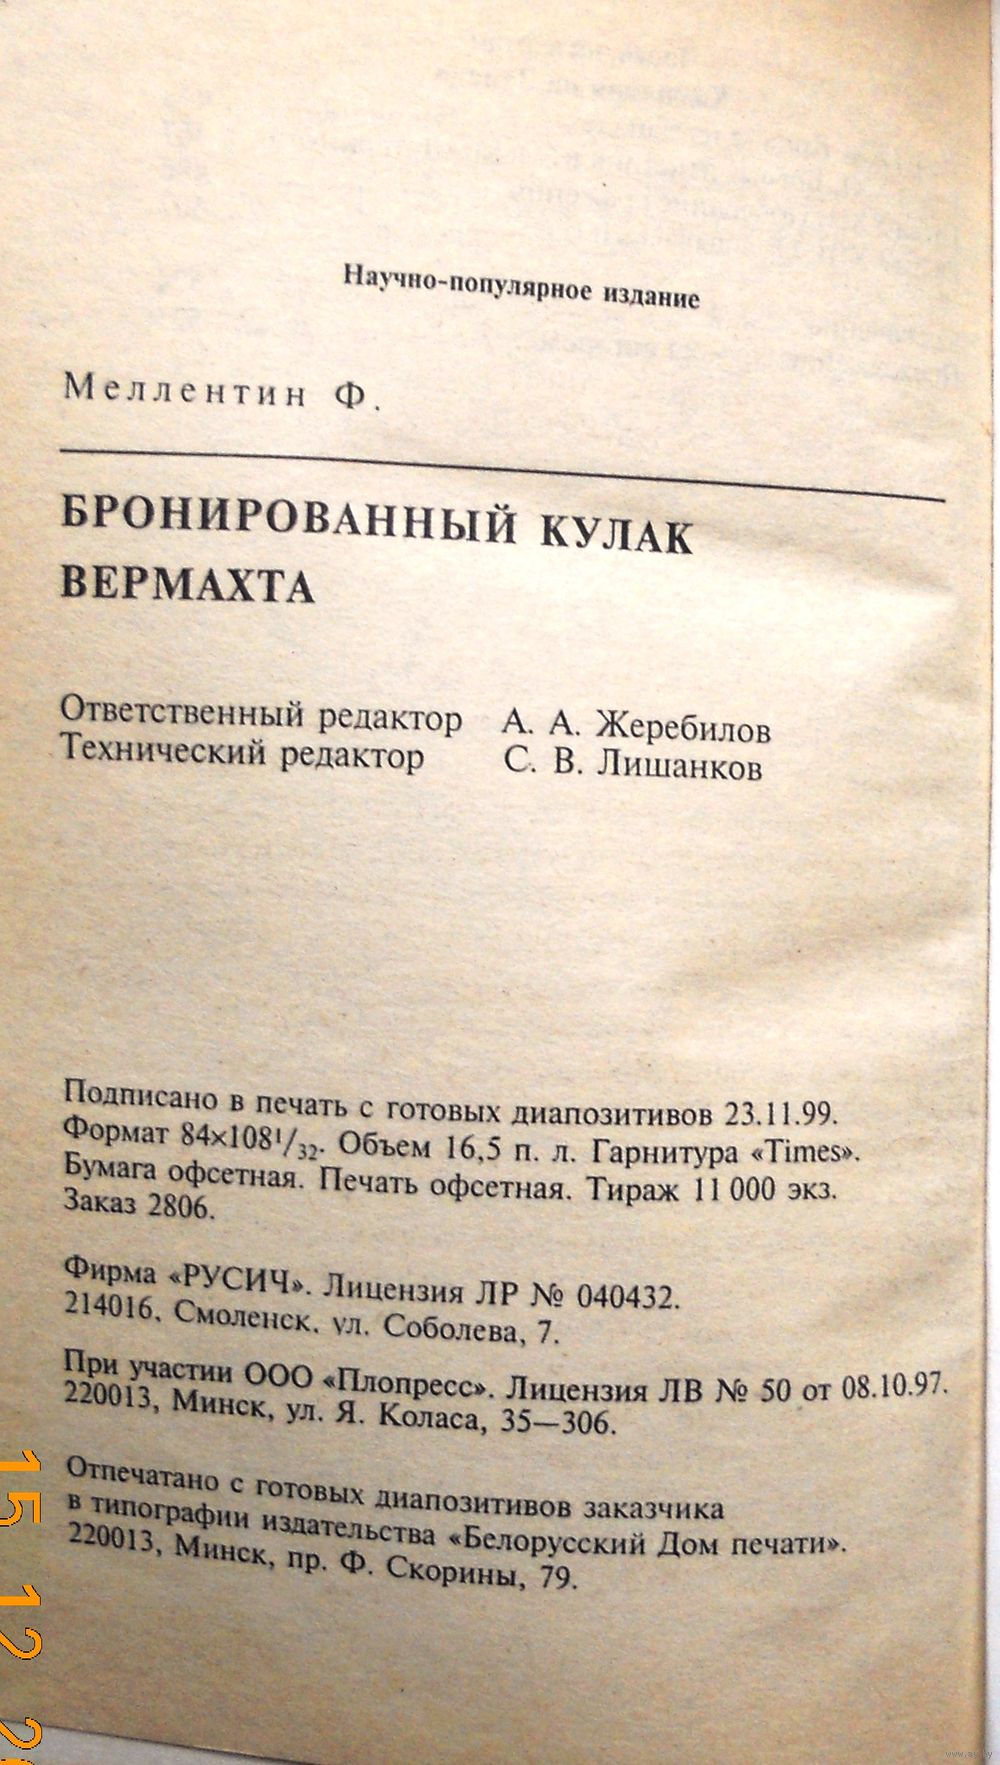 Научно-популярное издание
Меллентин Ф.
БРОНИРОВАННЫЙ КУЛАК
ВЕРМАХТА
Ответственный редактор А. А. Жеребилов
Технический редактор С. В. Лишанков
Подписано в печать с готовых диапозитивов 23.11.99.
Формат 84×108¹/₃₂. Объем 16,5 п. л. Гарнитура «Times».
Бумага офсетная. Печать офсетная. Тираж 11 000 экз.
Заказ 2806.
Фирма «РУСИЧ». Лицензия ЛР № 040432.
214016, Смоленск, ул. Соболева, 7.
При участии ООО «Плопресс». Лицензия ЛВ № 50 от 08.10.97.
220013, Минск, ул. Я. Коласа, 35—306.
Отпечатано с готовых диапозитивов заказчика
в типографии издательства «Белорусский Дом печати».
220013, Минск, пр. Ф. Скорины, 79.
15 12